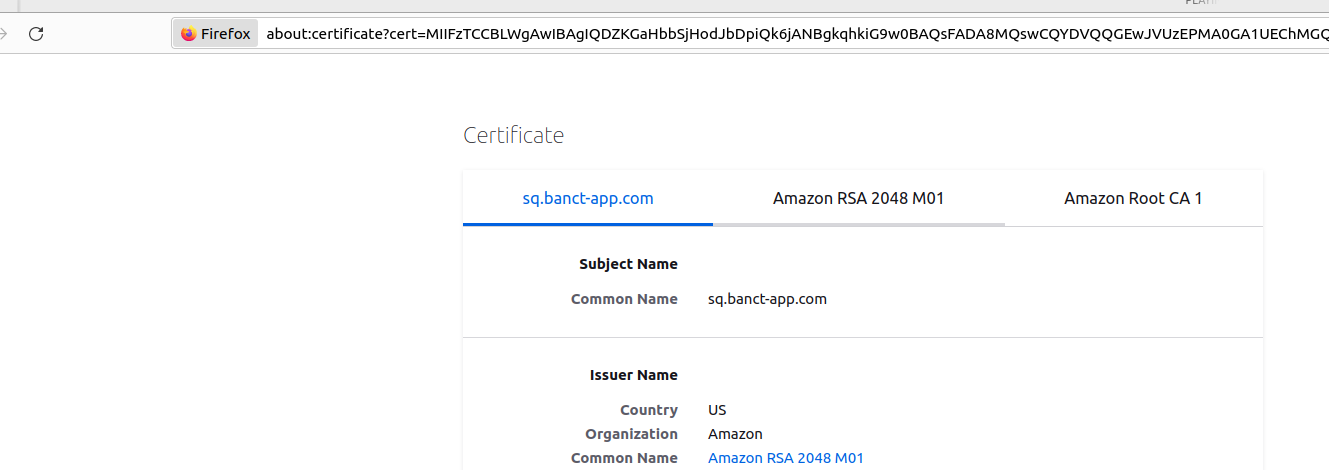 Firefox about:certificate?cert=MIIFzTCCBLWgAwIBAgIQDZKGaHbbSjHodJbDpiQk6jANBgkqhkiG9w0BAQsFADA8MQswCQYDVQQGEwJVUzEPMA0GA1UEChMGQ
Certificate
sq.banct-app.com Amazon RSA 2048 M01 Amazon Root CA 1
Subject Name
Common Name sq.banct-app.com
Issuer Name
Country US
Organization Amazon
Common Name Amazon RSA 2048 M01